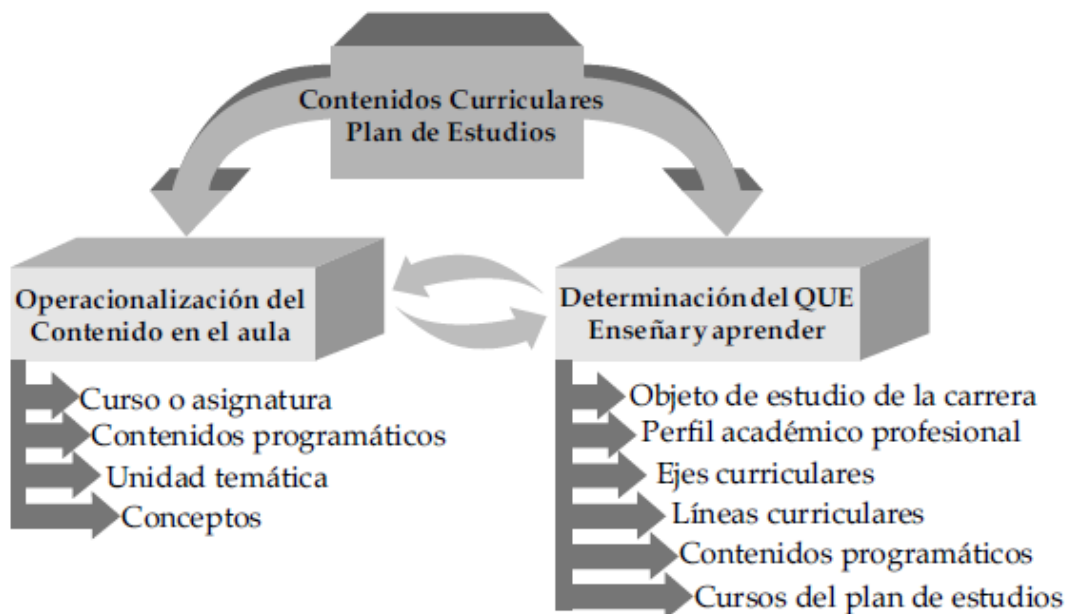 Contenidos Curriculares
Plan de Estudios
Operacionalización del
Contenido en el aula
Curso o asignatura
Contenidos programáticos
Unidad temática
Conceptos
Determinación del QUE
Enseñar y aprender
Objeto de estudio de la carrera
Perfil académico profesional
Ejes curriculares
Líneas curriculares
Contenidos programáticos
Cursos del plan de estudios